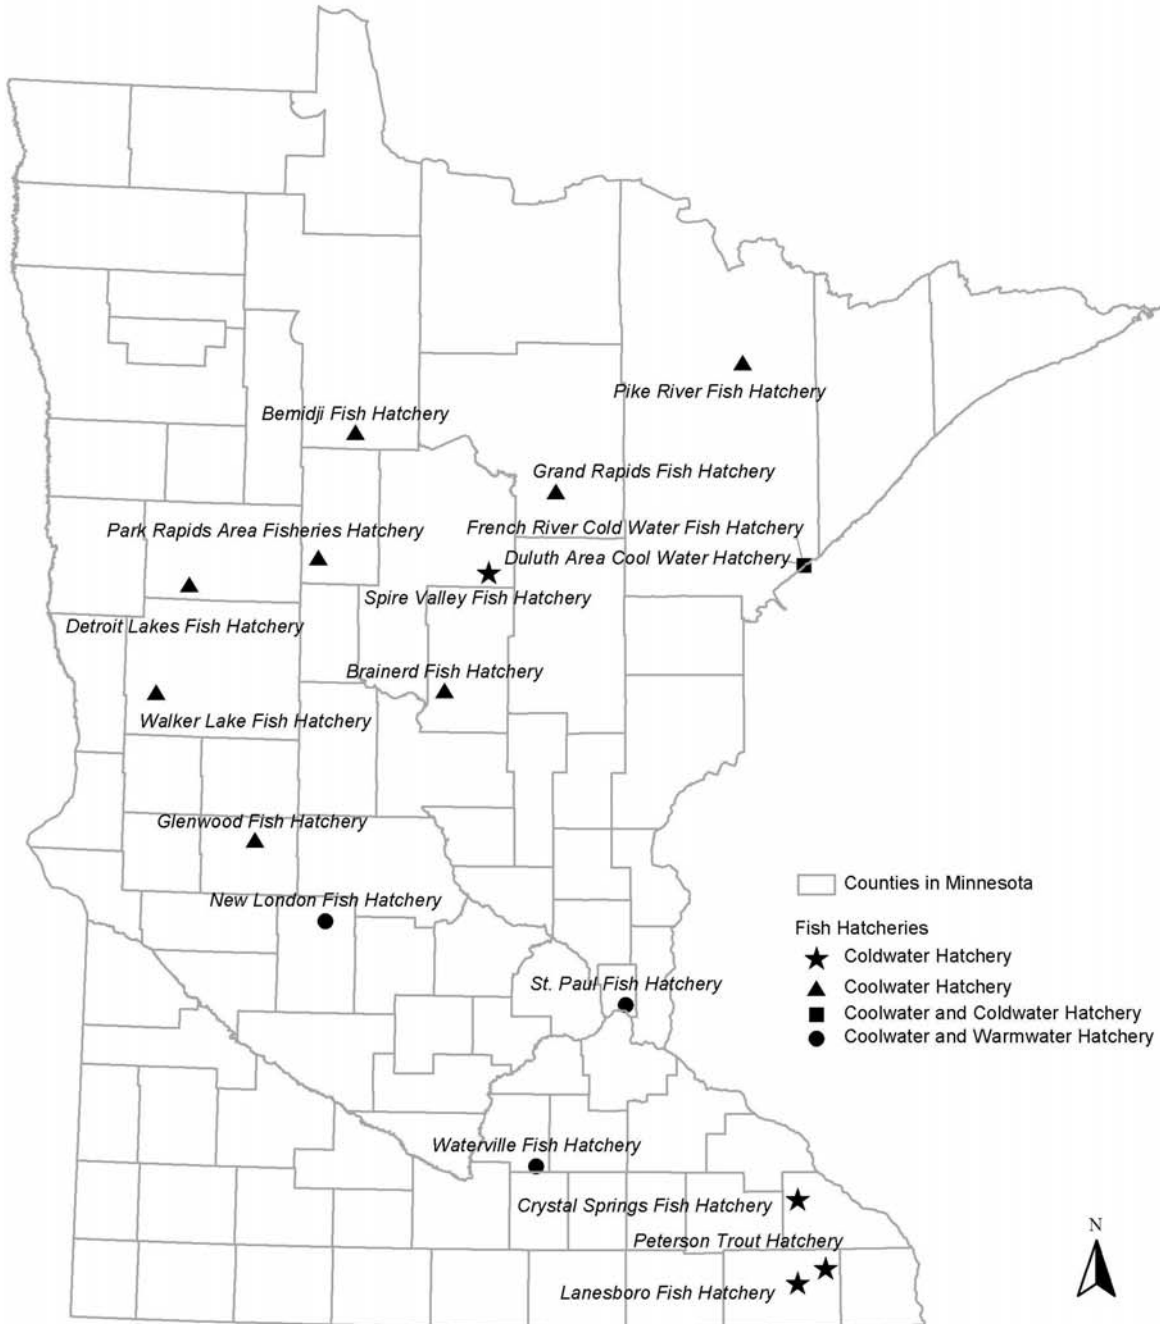 Pike River Fish Hatchery
Bemidji Fish Hatchery
Grand Rapids Fish Hatchery
Park Rapids Area Fisheries Hatchery
French River Cold Water Fish Hatchery
Duluth Area Cool Water Hatchery
Spire Valley Fish Hatchery
Detroit Lakes Fish Hatchery
Brainerd Fish Hatchery
Walker Lake Fish Hatchery
Glenwood Fish Hatchery
New London Fish Hatchery
St. Paul Fish Hatchery
Waterville Fish Hatchery
Crystal Springs Fish Hatchery
Peterson Trout Hatchery
Lanesboro Fish Hatchery
Counties in Minnesota
Fish Hatcheries
Coldwater Hatchery
Coolwater Hatchery
Coolwater and Coldwater Hatchery
Coolwater and Warmwater Hatchery
N